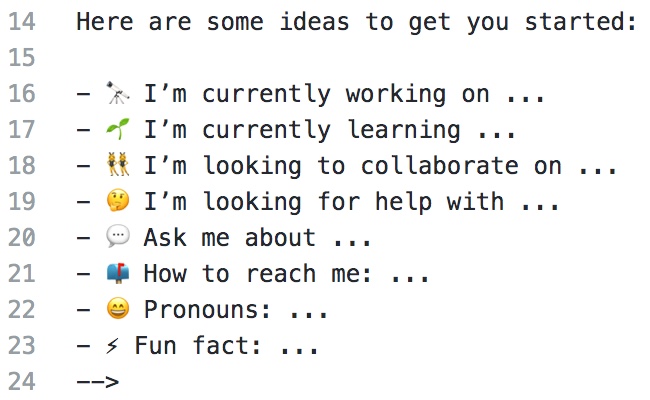 14 Here are some ideas to get you started:
15
16 - 🔭 I’m currently working on ...
17 - 🌱 I’m currently learning ...
18 - 👯 I’m looking to collaborate on ...
19 - 🤔 I’m looking for help with ...
20 - 💬 Ask me about ...
21 - 📫 How to reach me: ...
22 - 😄 Pronouns: ...
23 - ⚡ Fun fact: ...
24 -->